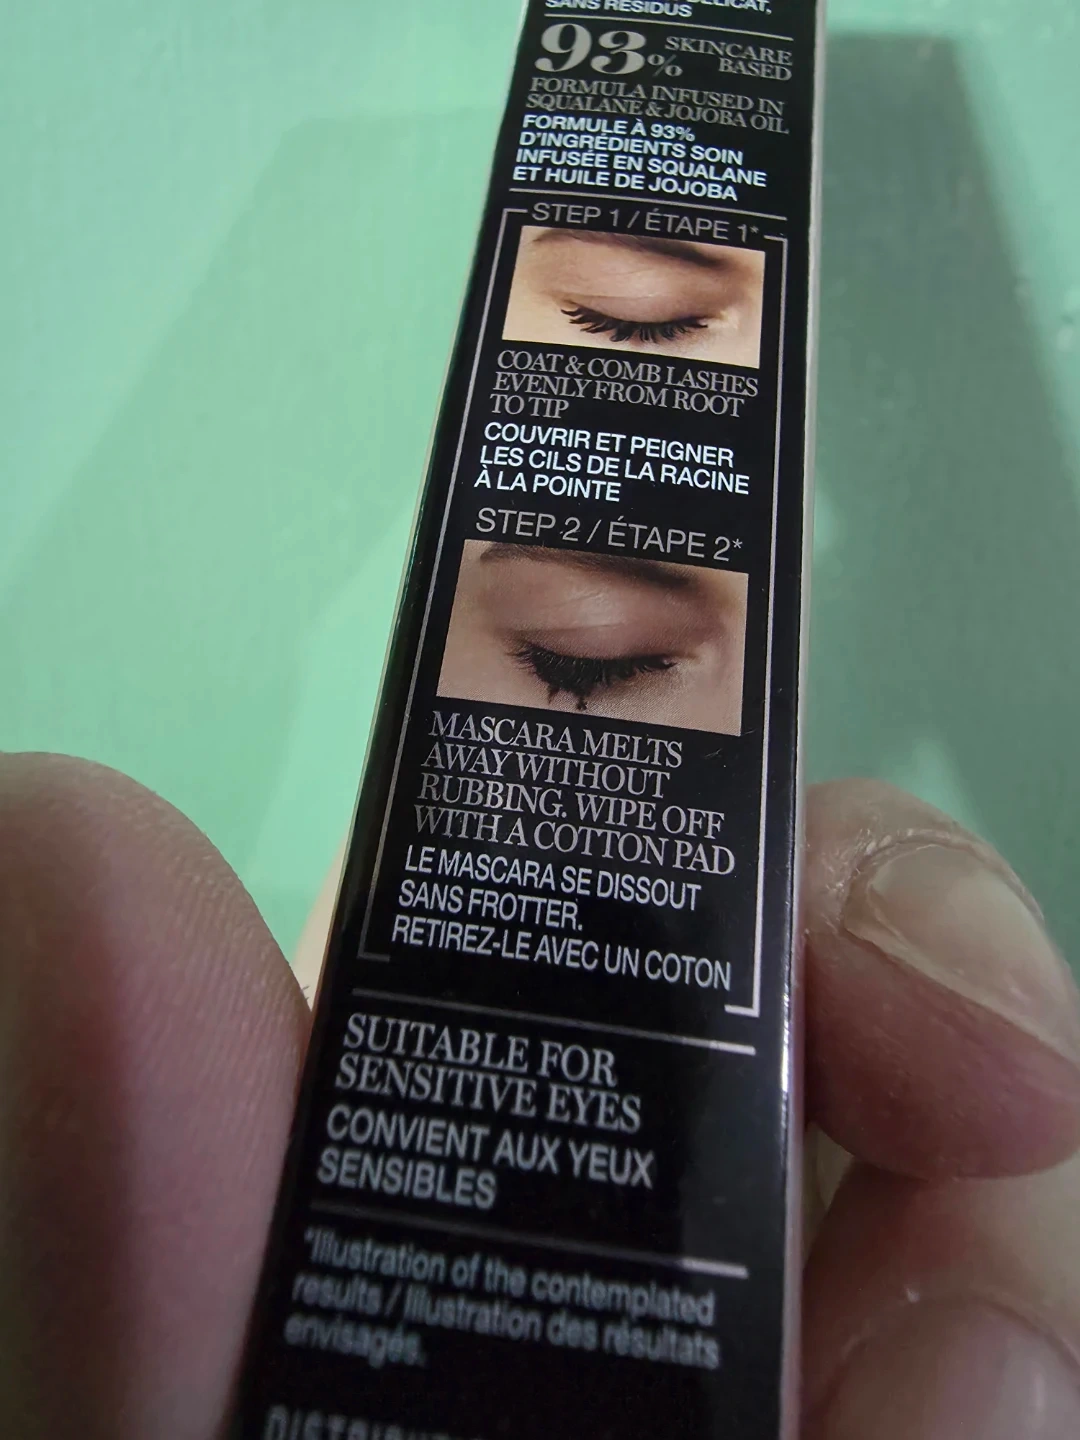 DÉLICAT,
SANS RÉSIDUS
93% SKINCARE
BASED
FORMULA INFUSED IN
SQUALANE & JOJOBA OIL
FORMULE À 93%
D'INGRÉDIENTS SOIN
INFUSÉE EN SQUALANE
ET HUILE DE JOJOBA
STEP 1 / ÉTAPE 1*
COAT & COMB LASHES
EVENLY FROM ROOT
TO TIP
COUVRIR ET PEIGNER
LES CILS DE LA RACINE
À LA POINTE
STEP 2 / ÉTAPE 2*
MASCARA MELTS
AWAY WITHOUT
RUBBING. WIPE OFF
WITH A COTTON PAD
LE MASCARA SE DISSOUT
SANS FROTTER.
RETIREZ-LE AVEC UN COTON
SUITABLE FOR
SENSITIVE EYES
CONVIENT AUX YEUX
SENSIBLES
*Illustration of the contemplated
results / Illustration des résultats
envisagés.